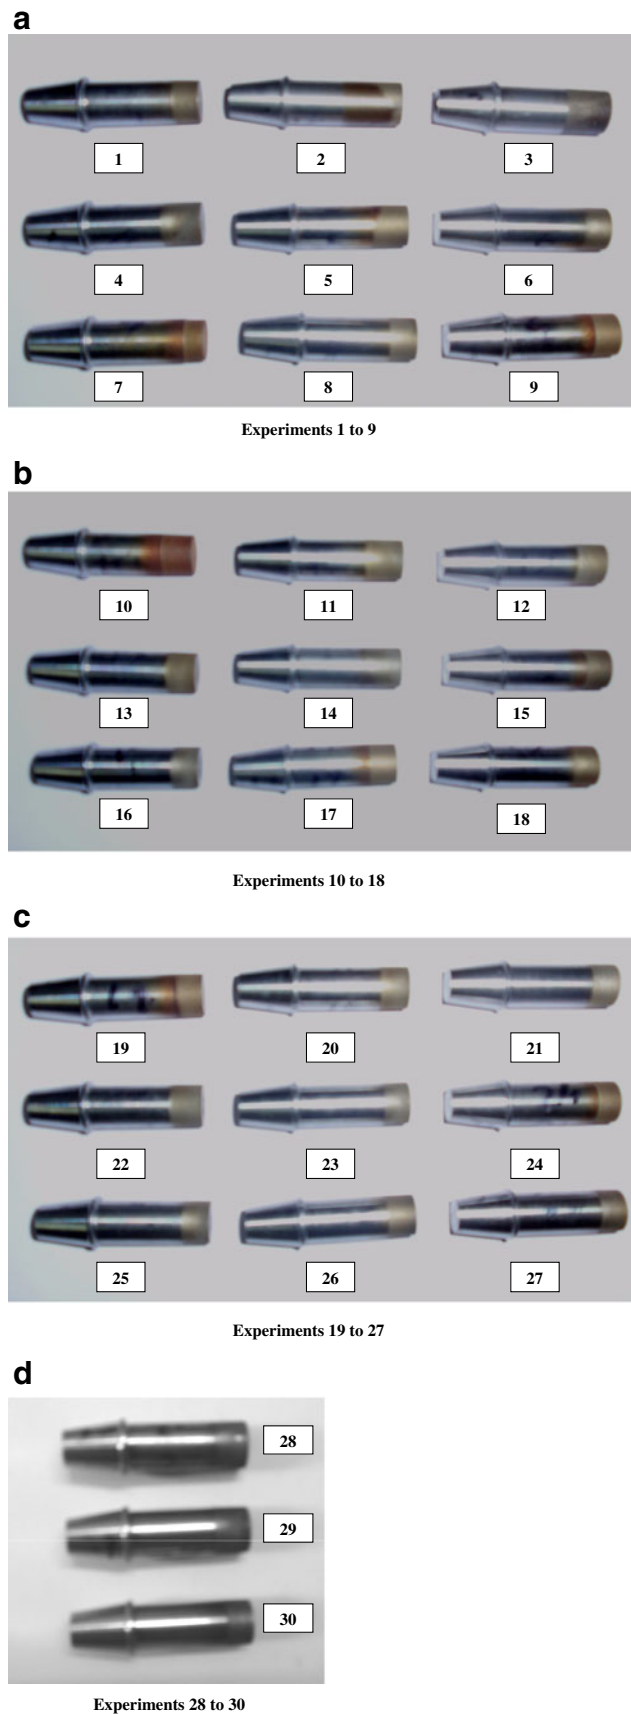 a
1 2 3
4 5 6
7 8 9
Experiments 1 to 9
b
10 11 12
13 14 15
16 17 18
Experiments 10 to 18
c
19 20 21
22 23 24
25 26 27
Experiments 19 to 27
d
28
29
30
Experiments 28 to 30